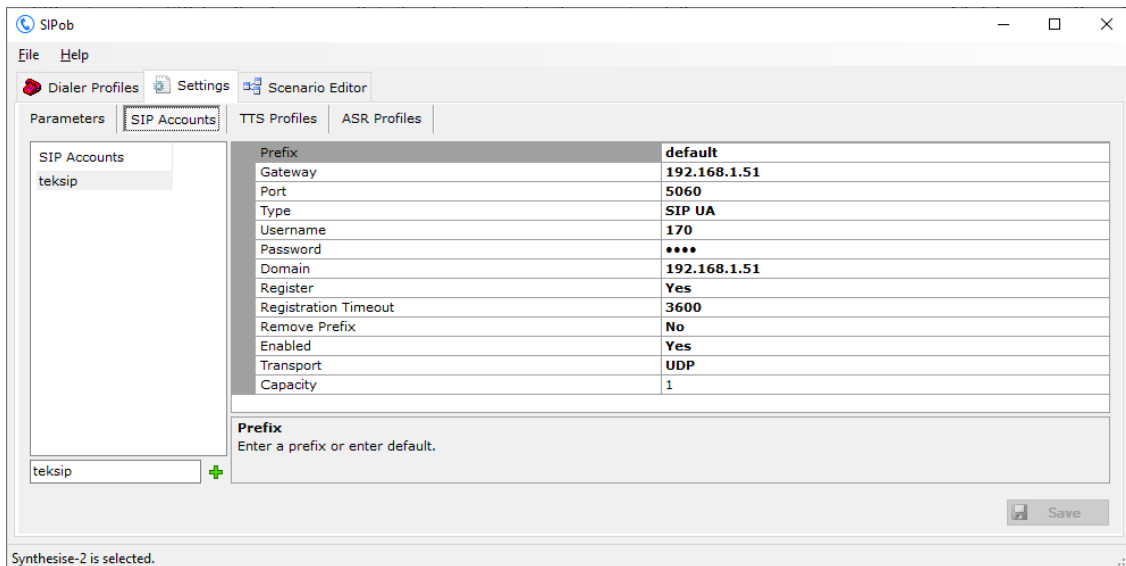 SIPob
File Help
Dialer Profiles Settings Scenario Editor
Parameters SIP Accounts TTS Profiles ASR Profiles
SIP Accounts
teksip
Prefix default
Gateway 192.168.1.51
Port 5060
Type SIP UA
Username 170
Password ••••
Domain 192.168.1.51
Register Yes
Registration Timeout 3600
Remove Prefix No
Enabled Yes
Transport UDP
Capacity 1
Prefix
Enter a prefix or enter default.
teksip
Save
Synthesise-2 is selected.